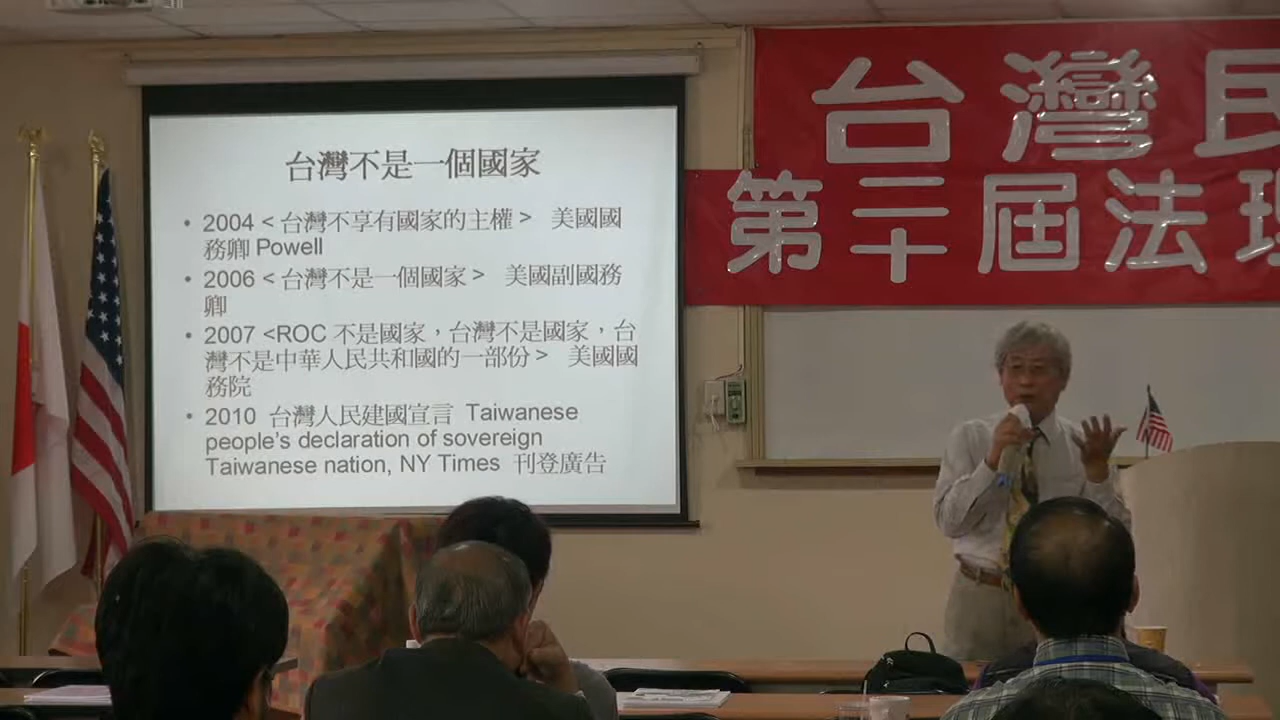 台灣不是一個國家
• 2004 < 台灣不享有國家的主權 > 美國國
務卿 Powell
• 2006 < 台灣不是一個國家 > 美國副國務
卿
• 2007 <ROC 不是國家，台灣不是國家，台
灣不是中華人民共和國的一部份 > 美國國
務院
• 2010 台灣人民建國宣言 Taiwanese
people's declaration of sovereign
Taiwanese nation, NY Times 刊登廣告
台灣民
第二十屆法理